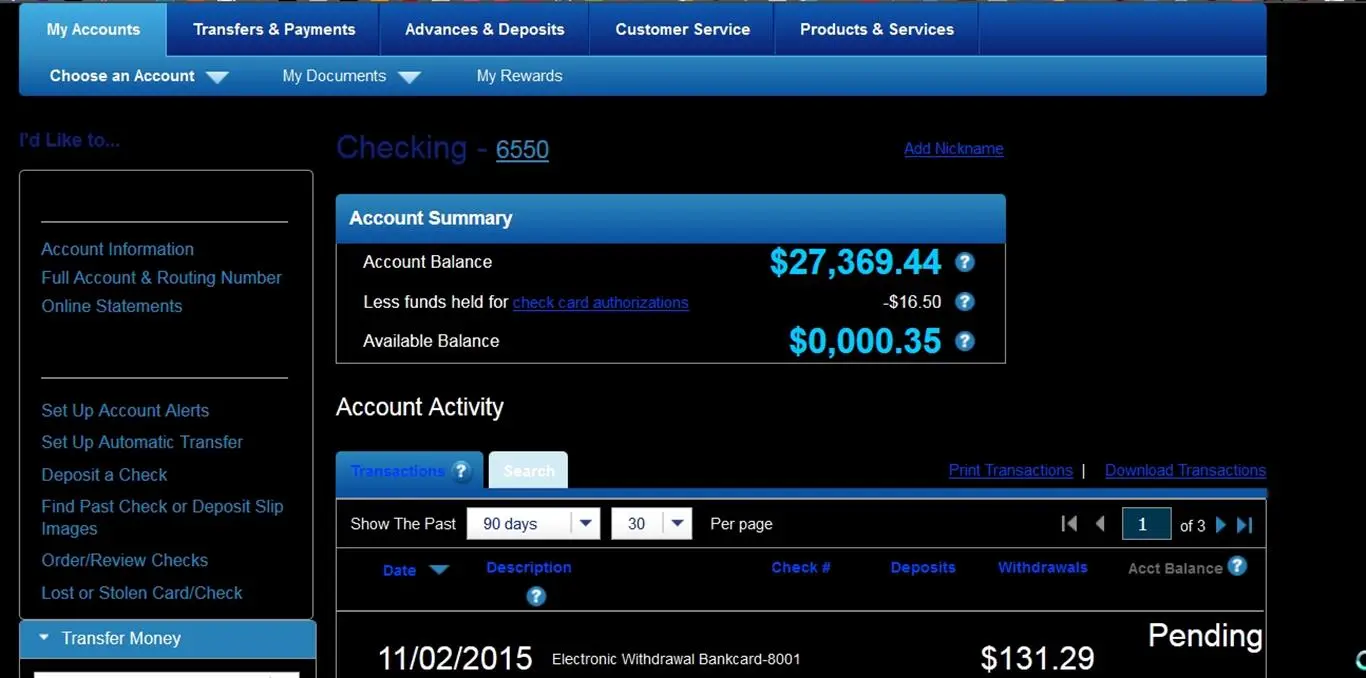 My Accounts
Transfers & Payments
Advances & Deposits
Customer Service
Products & Services
Choose an Account
My Documents
My Rewards
I'd Like to...
Account Information
Full Account & Routing Number
Online Statements
Set Up Account Alerts
Set Up Automatic Transfer
Deposit a Check
Find Past Check or Deposit Slip
Images
Order/Review Checks
Lost or Stolen Card/Check
Transfer Money
Checking - 6550
Add Nickname
Account Summary
Account Balance $27,369.44 ?
Less funds held for check card authorizations -$16.50 ?
Available Balance $0,000.35 ?
Account Activity
Transactions ? Search
Print Transactions | Download Transactions
Show The Past 90 days 30 Per page 1 of 3
Date Description Check # Deposits Withdrawals Acct Balance ?
?
Pending
11/02/2015 Electronic Withdrawal Bankcard-8001 $131.29